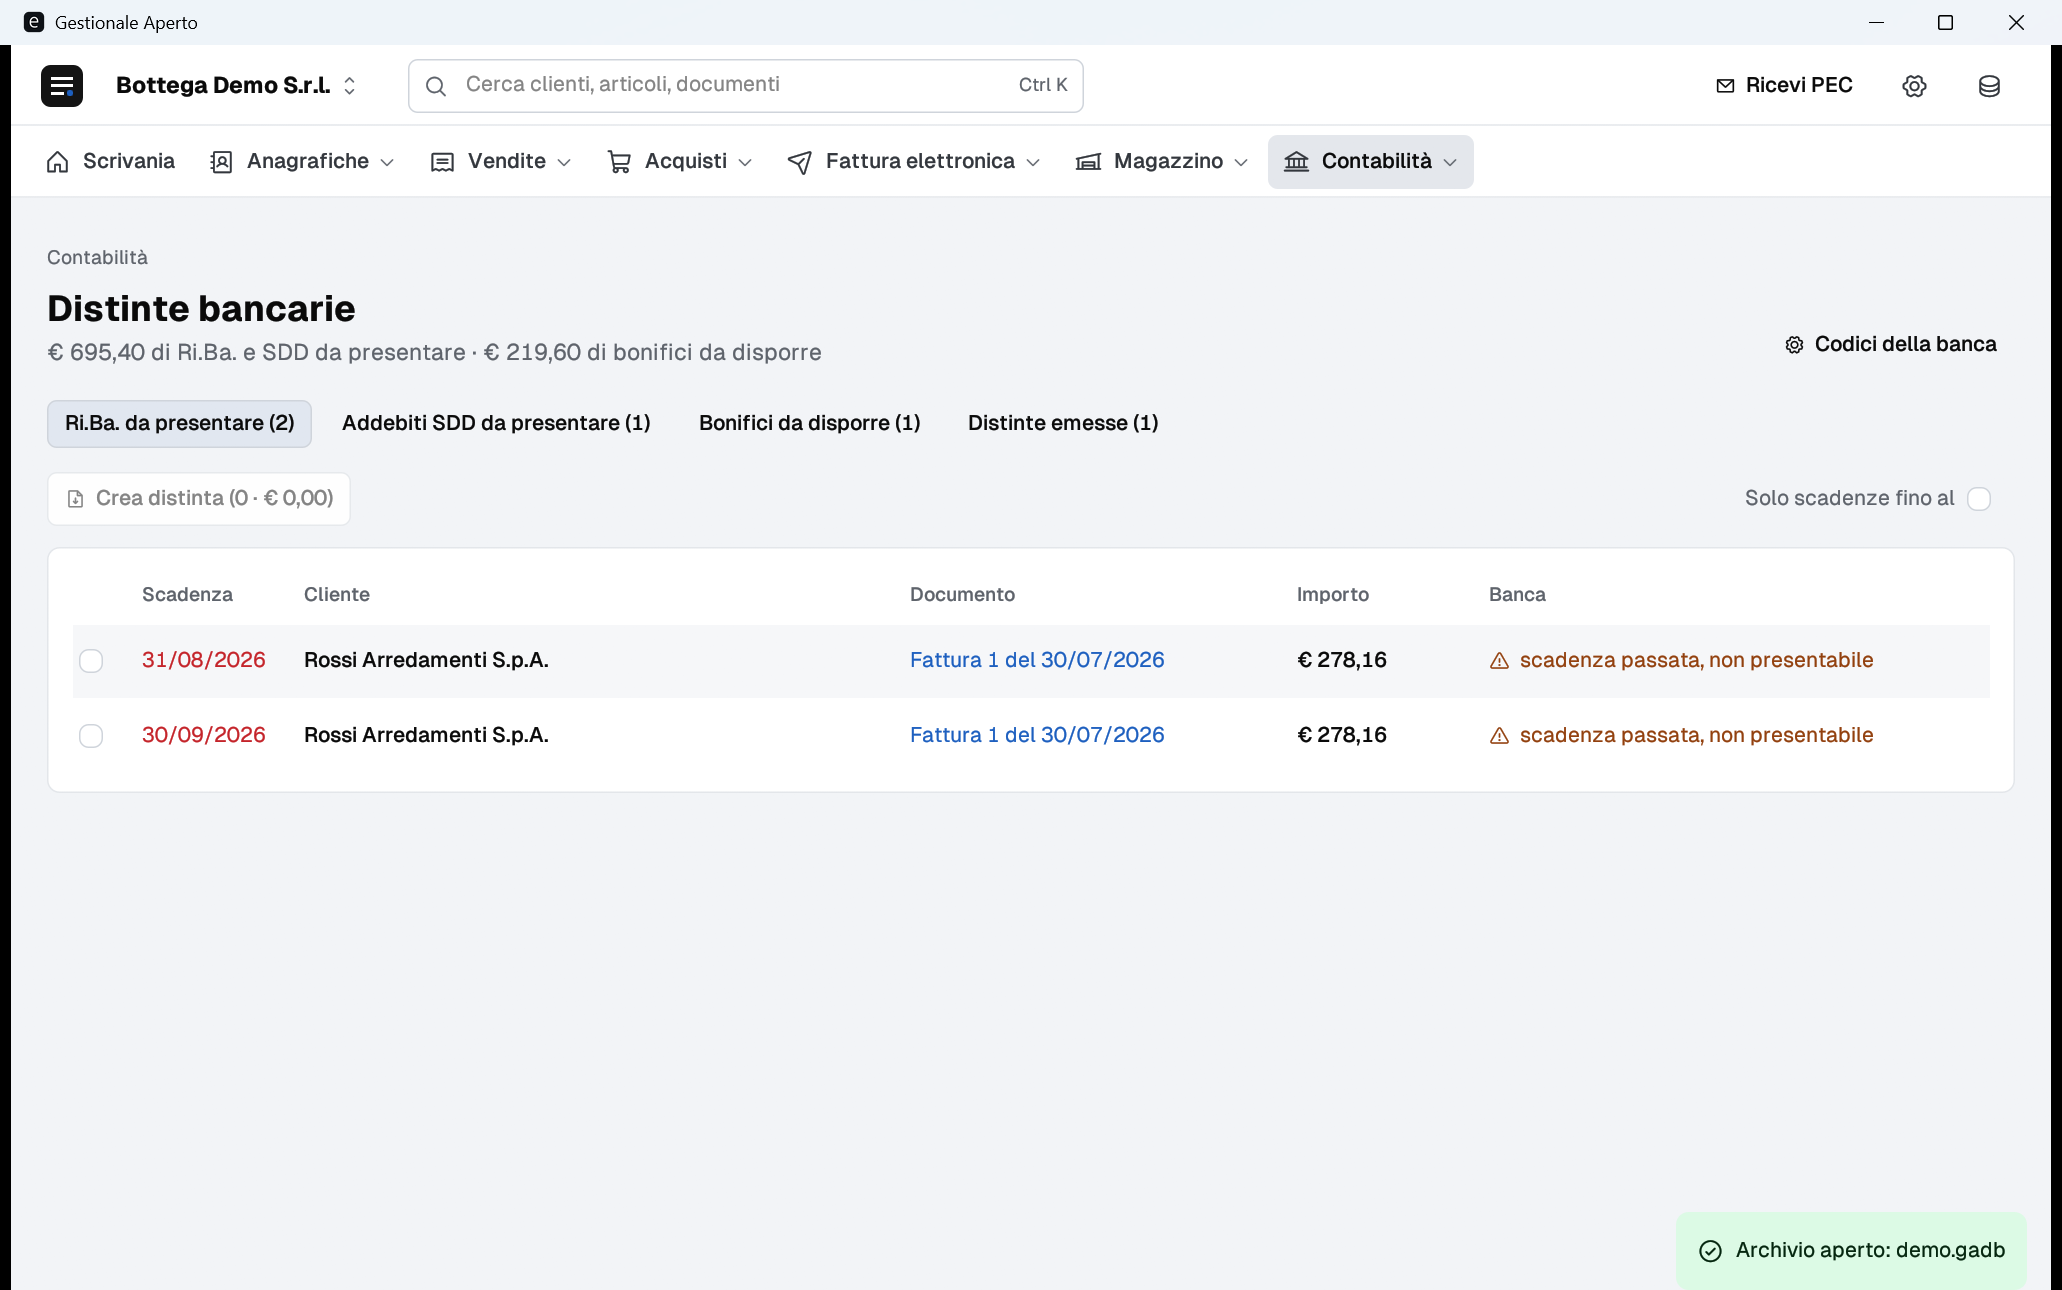 Gestionale Aperto
Bottega Demo S.r.l.
Cerca clienti, articoli, documenti
Ctrl K
Ricevi PEC
Scrivania
Anagrafiche
Vendite
Acquisti
Fattura elettronica
Magazzino
Contabilità
Contabilità
Distinte bancarie
€ 695,40 di Ri.Ba. e SDD da presentare · € 219,60 di bonifici da disporre
Codici della banca
Ri.Ba. da presentare (2)
Addebiti SDD da presentare (1)
Bonifici da disporre (1)
Distinte emesse (1)
Crea distinta (0 · € 0,00)
Solo scadenze fino al
Scadenza Cliente Documento Importo Banca
31/08/2026 Rossi Arredamenti S.p.A. Fattura 1 del 30/07/2026 € 278,16 scadenza passata, non presentabile
30/09/2026 Rossi Arredamenti S.p.A. Fattura 1 del 30/07/2026 € 278,16 scadenza passata, non presentabile
Archivio aperto: demo.gadb